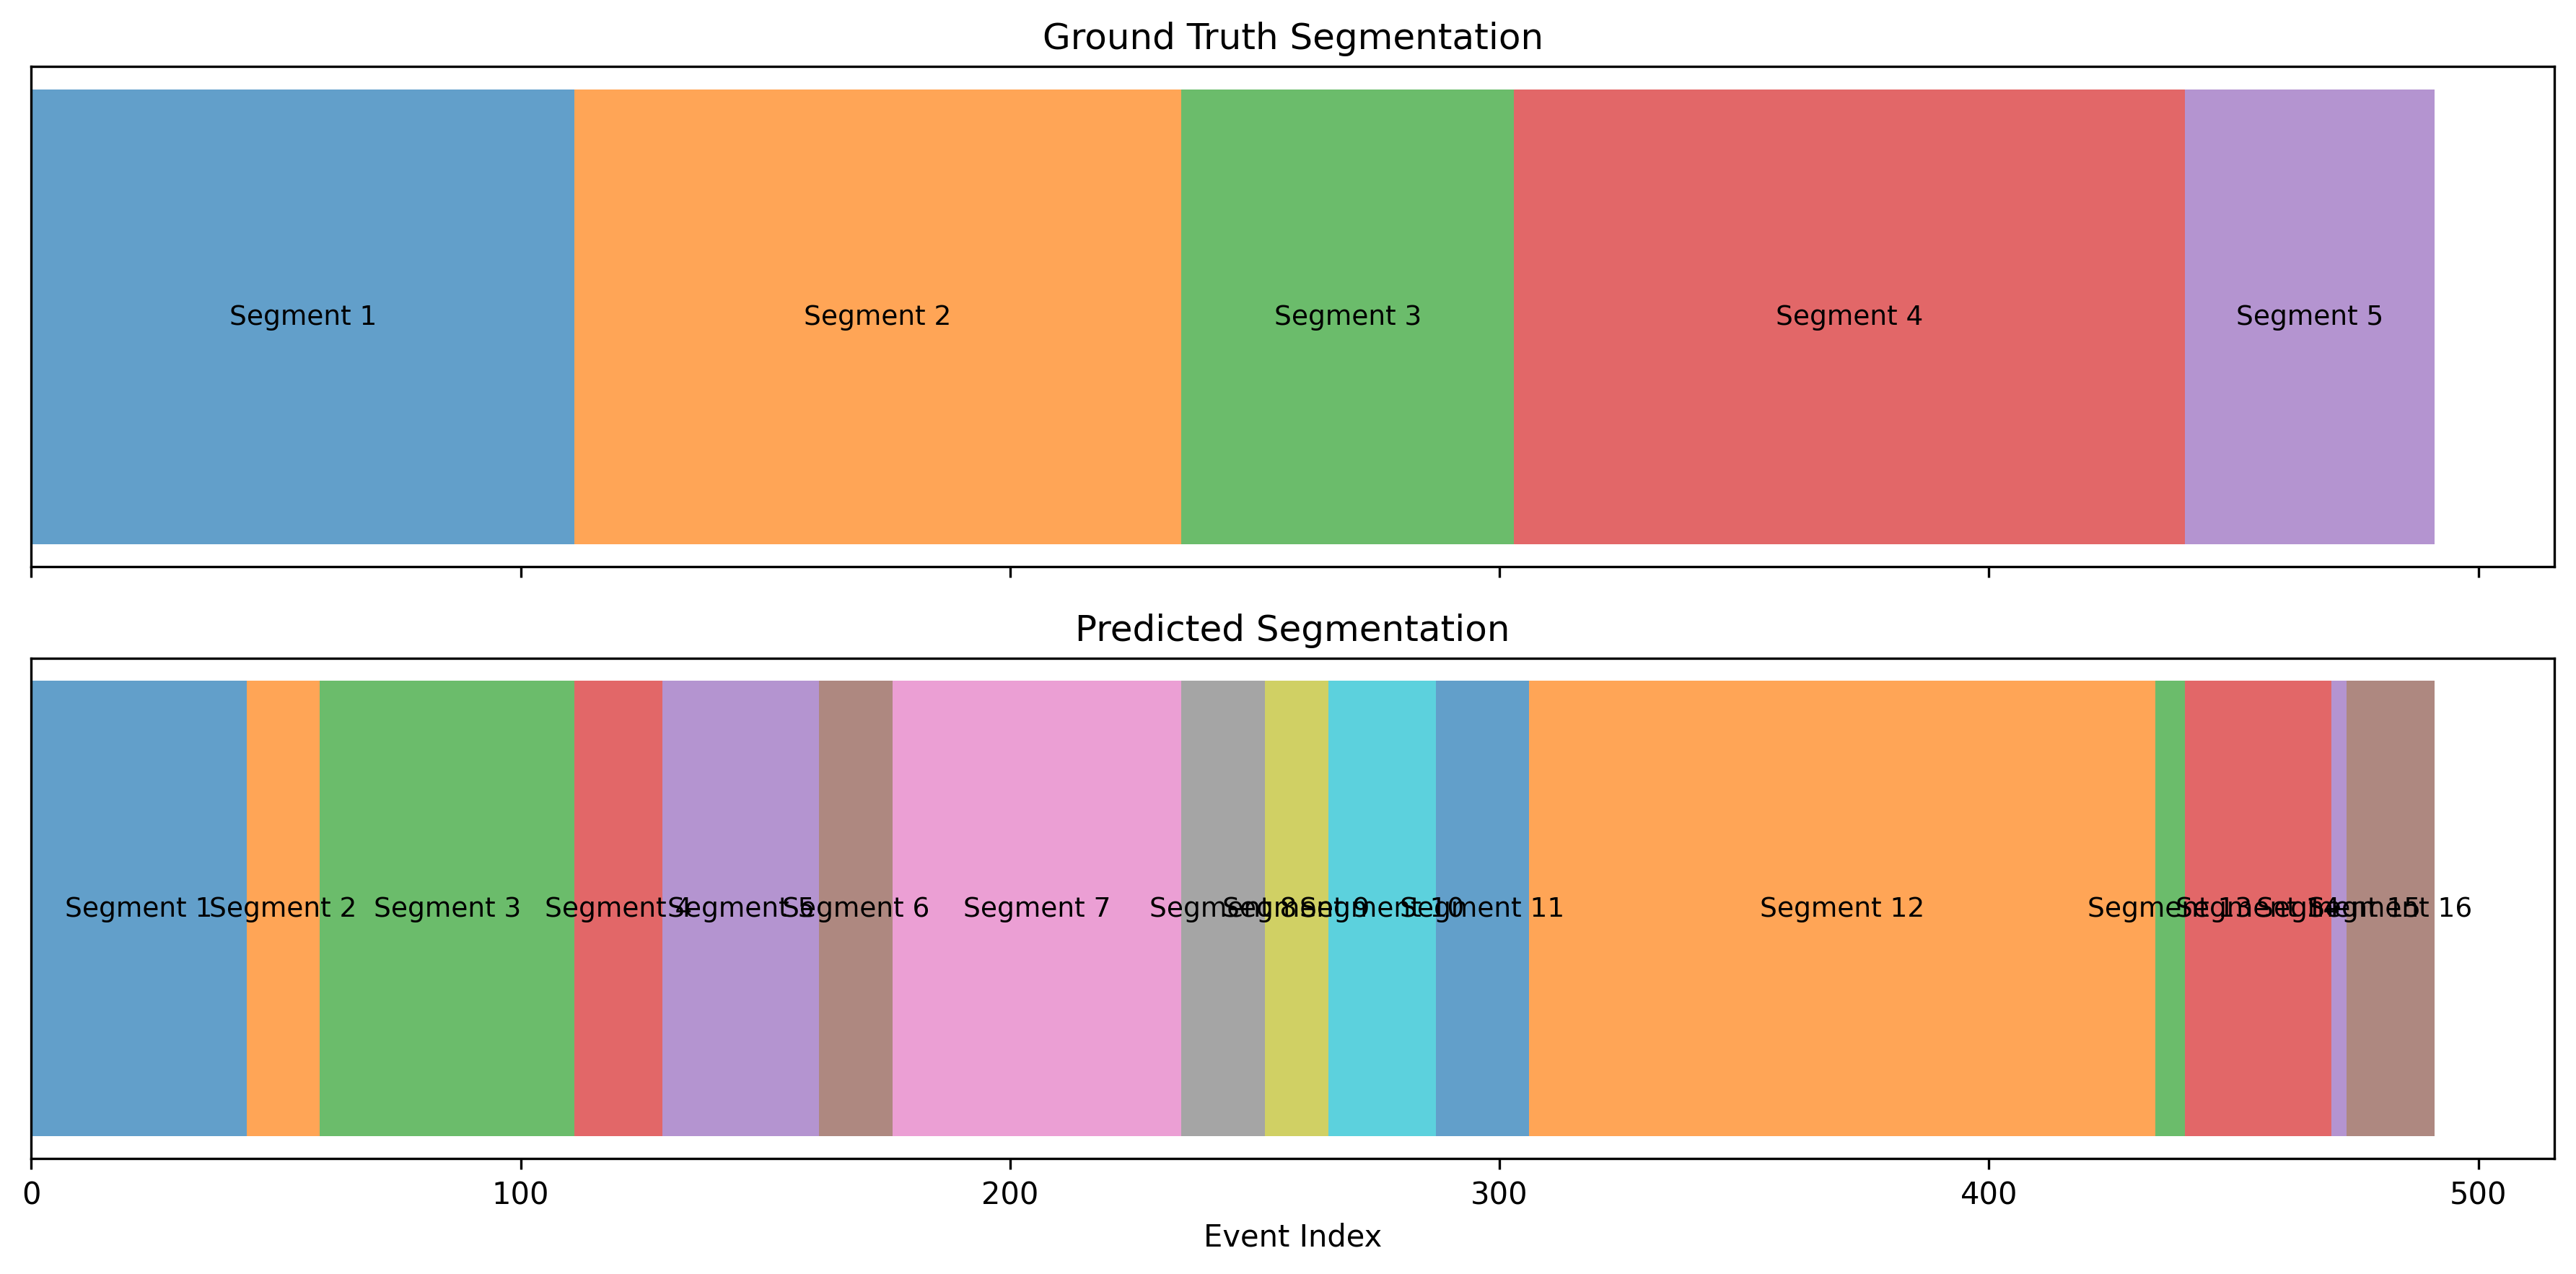 Ground Truth Segmentation
Segment 1
Segment 2
Segment 3
Segment 4
Segment 5
Predicted Segmentation
Segment 1
Segment 2
Segment 3
Segment 4
Segment 5
Segment 6
Segment 7
Segment 8
Segment 9
Segment 10
Segment 11
Segment 12
Segment 13
Segment 14
Segment 15
Segment 16
0 100 200 300 400 500
Event Index